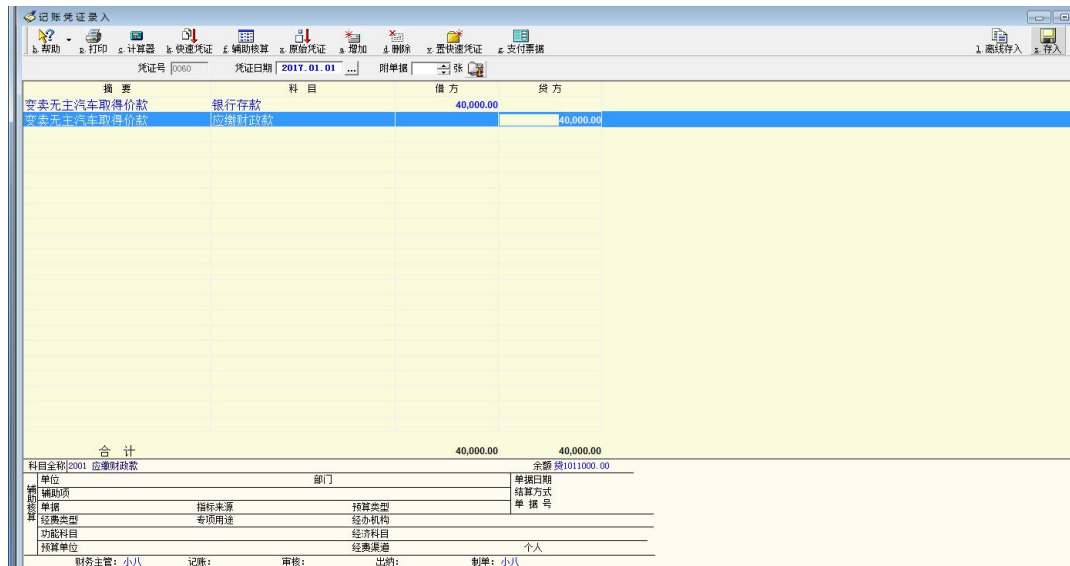 记账凭证录入
h.帮助 p.打印 c.计算器 k.快速凭证 f.辅助核算 x.原始凭证 a.增加 d.删除 y.置快速凭证 g.支付票据 l.离线存入 s.存入
凭证号 0060 凭证日期 2017.01.01 ... 附单据 张
摘 要 科 目 借 方 贷 方
变卖无主汽车取得价款 银行存款 40,000.00
变卖无主汽车取得价款 应缴财政款 40,000.00
合 计 40,000.00 40,000.00
科目全称 2001 应缴财政款 余额 贷1011000.00
辅助核算
单位 部门 单据日期
辅助项 结算方式
单据 指标来源 预算类型 单 据 号
经费类型 专项用途 经办机构
功能科目 经济科目
预算单位 经费渠道 个人
财务主管: 小八 记账: 审核: 出纳: 制单: 小八